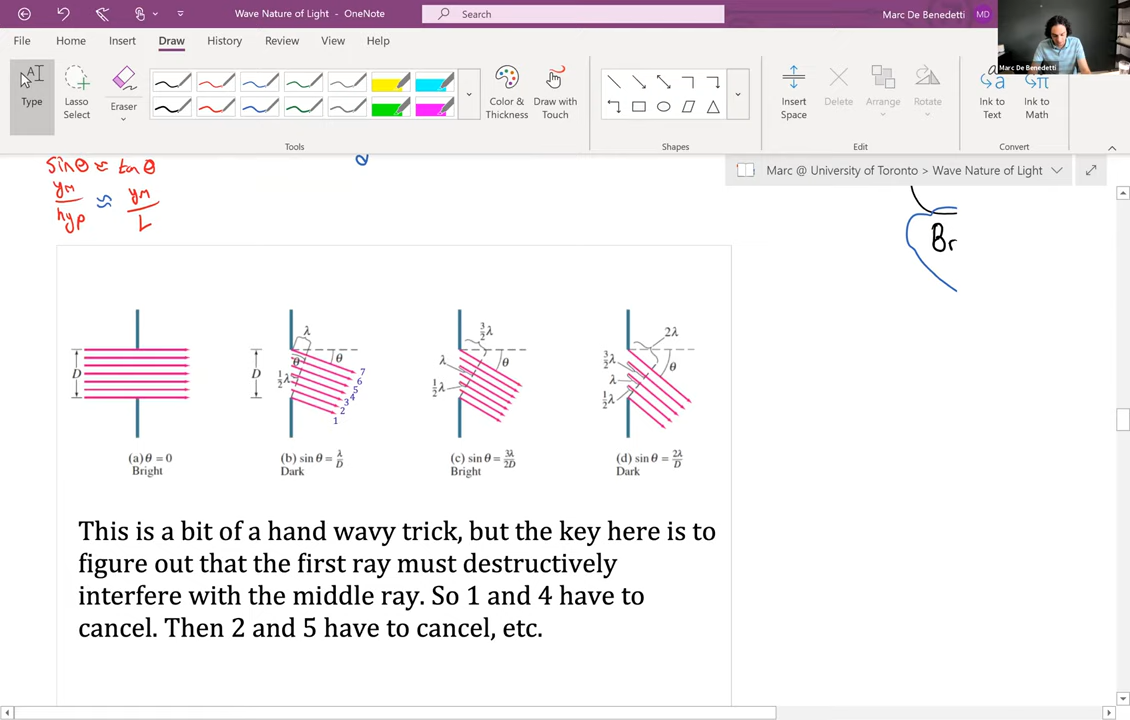 Wave Nature of Light - OneNote
Search
Marc De Benedetti
MD
File Home Insert Draw History Review View Help
Marc De Benedetti
Type
Lasso Select
Eraser
Color & Thickness
Draw with Touch
Insert Space
Delete
Arrange
Rotate
Ink to Text
Ink to Math
Tools
Shapes
Edit
Convert
Marc @ University of Toronto > Wave Nature of Light
sinθ ≈ tanθ
ym/hyp ≈ ym/L
Br
D
(a) θ = 0
Bright
D
λ
θ
θ
½λ
1 2 3 4 5 6 7
(b) sin θ = λ/D
Dark
3/2 λ
λ
½λ
θ
(c) sin θ = 3λ/2D
Bright
2λ
3/2 λ
λ
½λ
θ
(d) sin θ = 2λ/D
Dark
This is a bit of a hand wavy trick, but the key here is to
figure out that the first ray must destructively
interfere with the middle ray. So 1 and 4 have to
cancel. Then 2 and 5 have to cancel, etc.